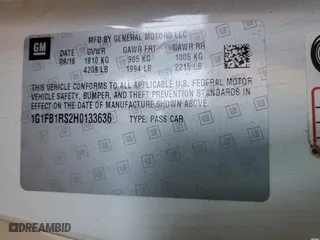 GM
MFD BY GENERAL MOTORS LLC
DATE GVWR GAWR FRT GAWR RR
09/16 1910 KG 905 KG 1005 KG
4209 LB 1994 LB 2215 LB
THIS VEHICLE CONFORMS TO ALL APPLICABLE U.S. FEDERAL MOTOR
VEHICLE SAFETY, BUMPER, AND THEFT PREVENTION STANDARDS IN
EFFECT ON THE DATE OF MANUFACTURE SHOWN ABOVE.
1G1FB1RS2H0133636 TYPE: PASS CAR
DREAMBID